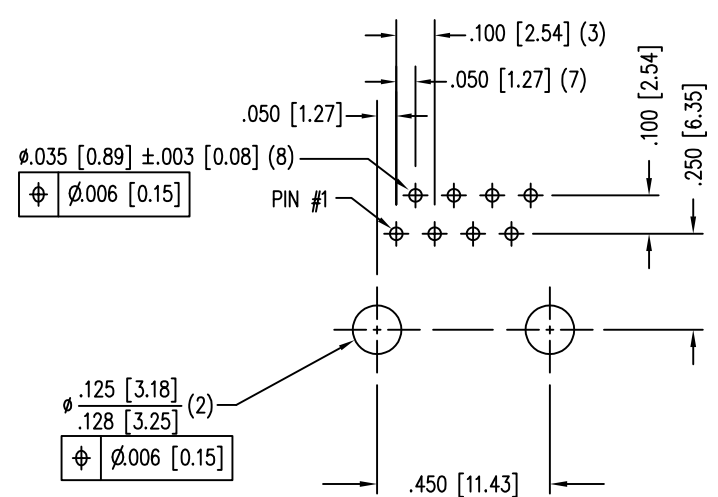 .100 [2.54] (3)
.050 [1.27] (7)
.050 [1.27]
.100 [2.54]
.250 [6.35]
ø.035 [0.89] ±.003 [0.08] (8)
⌖ Ø.006 [0.15]
PIN #1
ø .125 [3.18] (2)
.128 [3.25]
⌖ Ø.006 [0.15]
.450 [11.43]